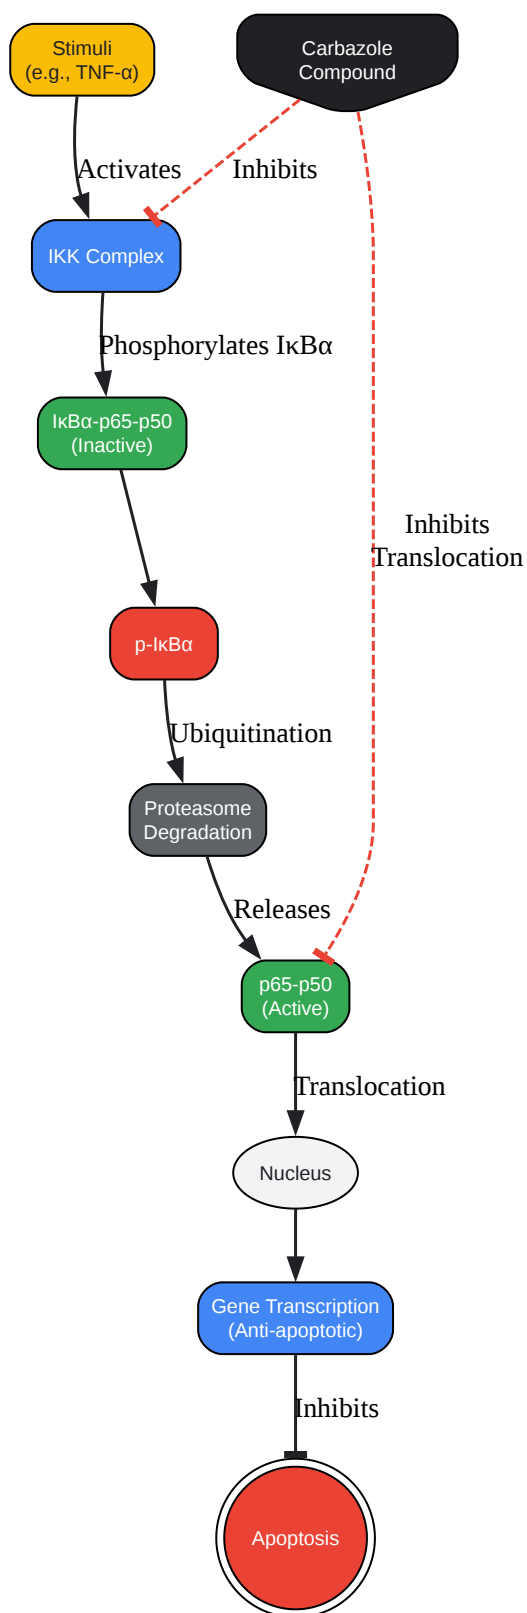 Stimuli
(e.g., TNF-α)
Carbazole
Compound
Activates
Inhibits
IKK Complex
Phosphorylates IκBα
IκBα-p65-p50
(Inactive)
Inhibits
Translocation
p-IκBα
Ubiquitination
Proteasome
Degradation
Releases
p65-p50
(Active)
Translocation
Nucleus
Gene Transcription
(Anti-apoptotic)
Inhibits
Apoptosis